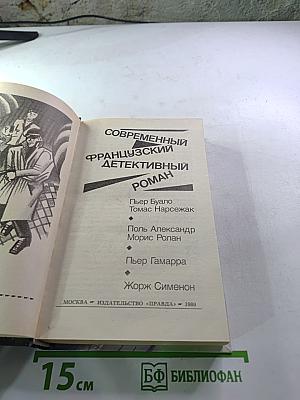 СОВРЕМЕННЫЙ
ФРАНЦУЗСКИЙ
ДЕТЕКТИВНЫЙ
РОМАН
Пьер Буало
Томас Нарсежак
Поль Александр
Морис Ролан
Пьер Гамарра
Жорж Сименон
МОСКВА ИЗДАТЕЛЬСТВО «ПРАВДА» 1989
15 см
БФ БИБЛИОФАН